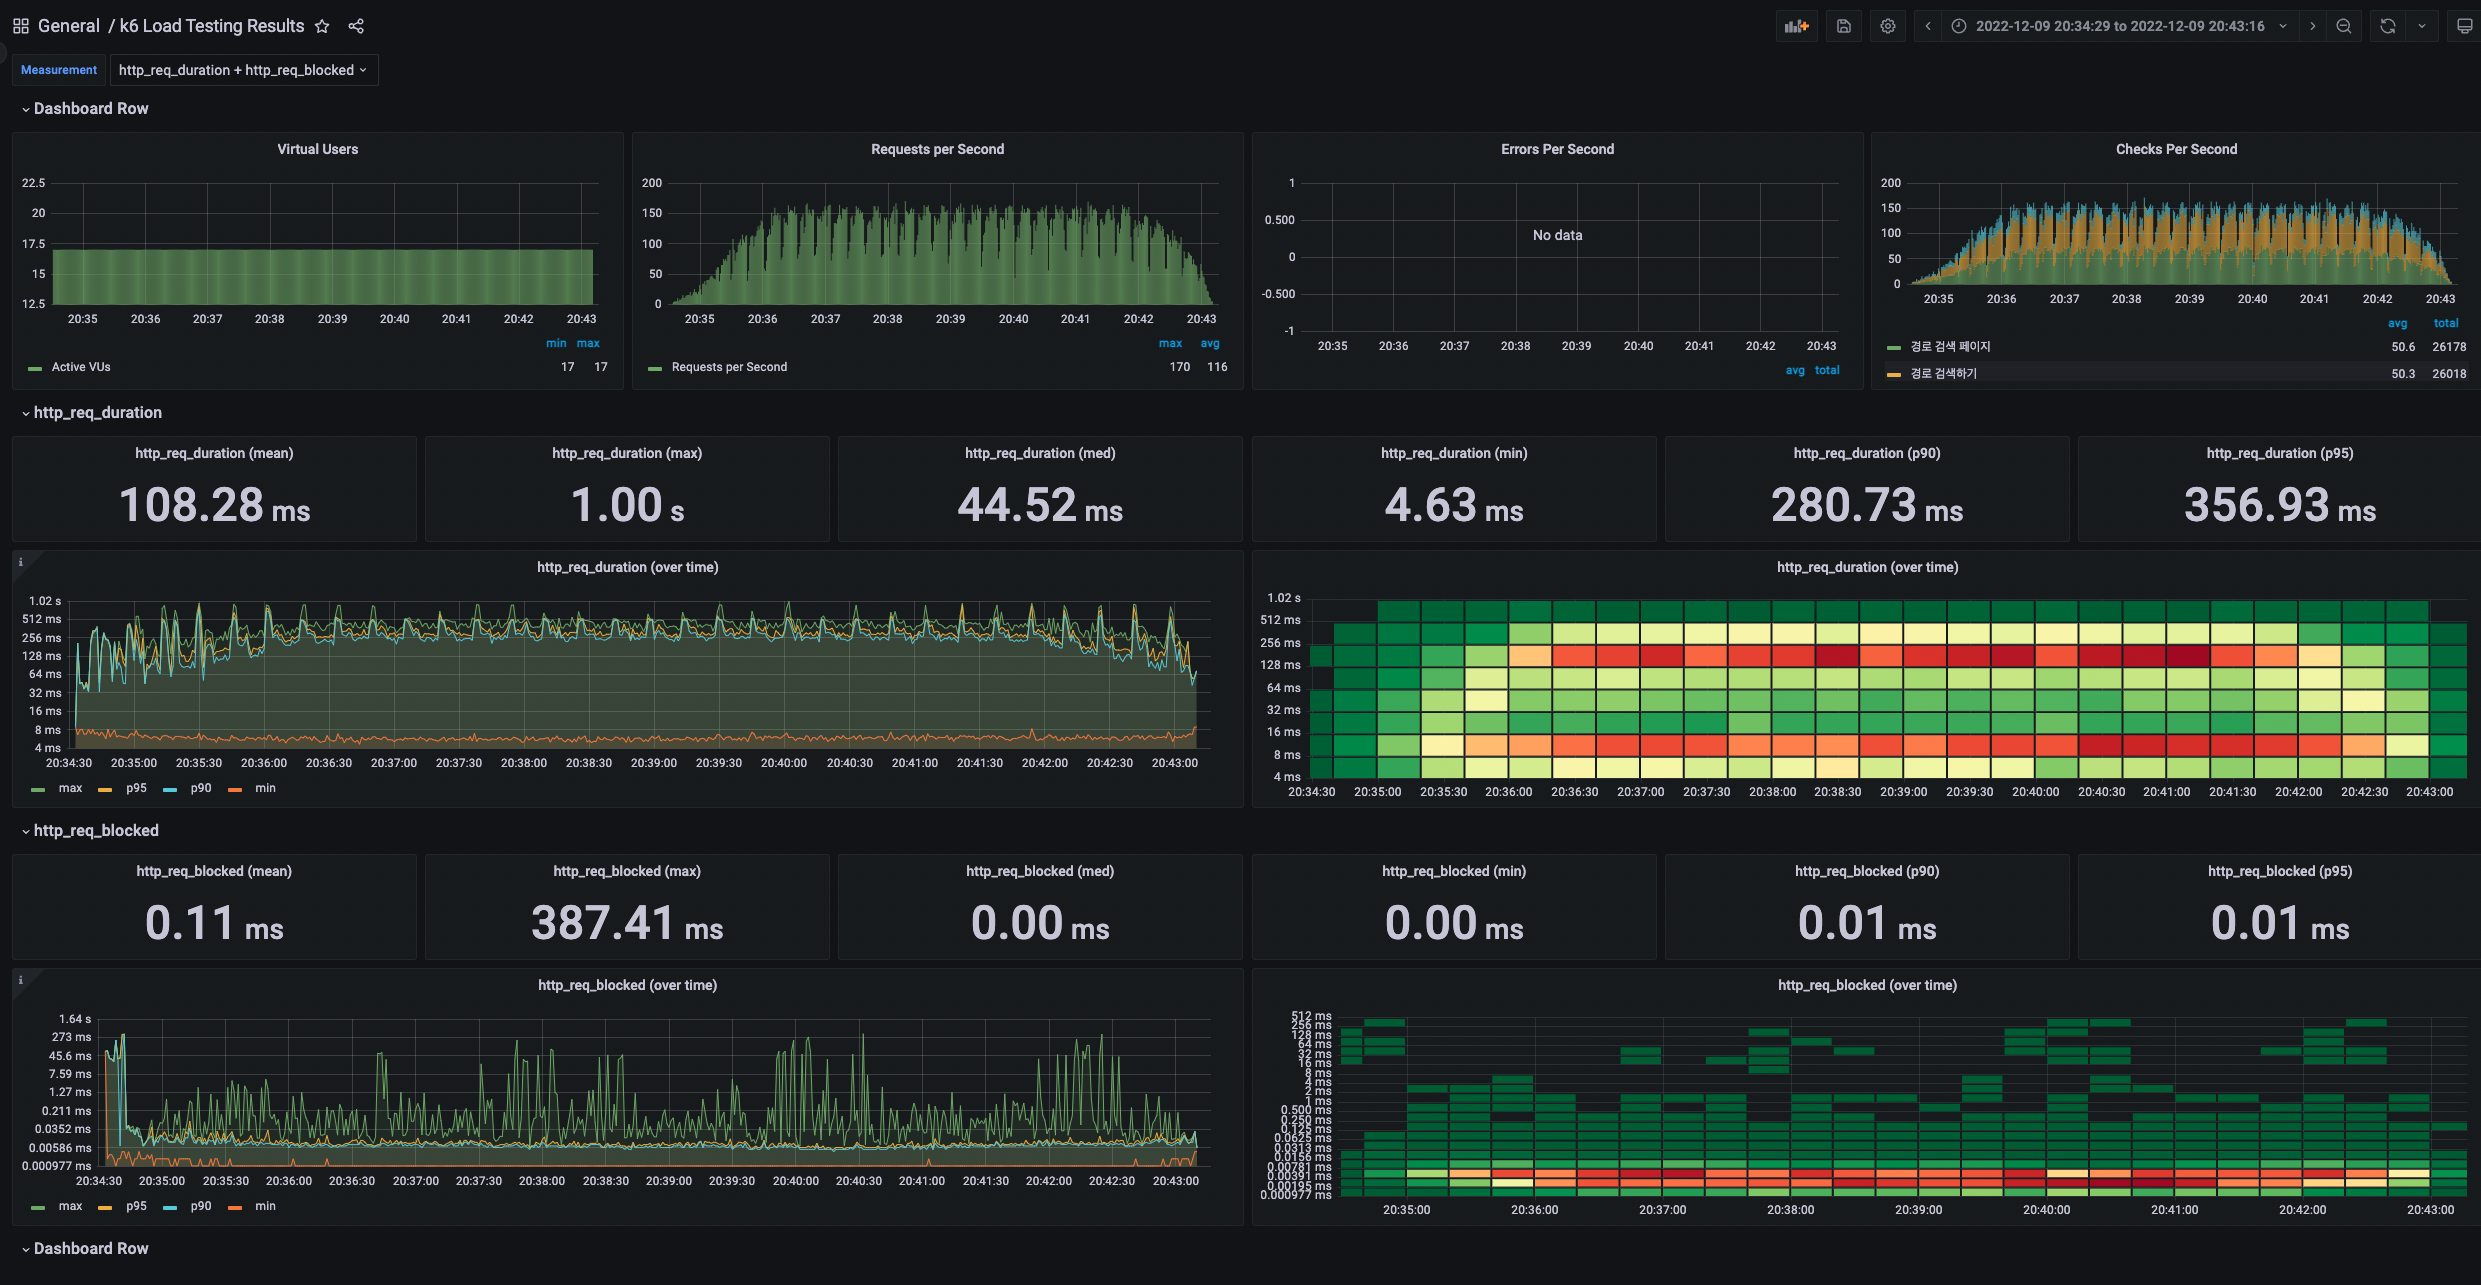 General / k6 Load Testing Results
2022-12-09 20:34:29 to 2022-12-09 20:43:16
Measurement http_req_duration + http_req_blocked
Dashboard Row
Virtual Users
22.5
20
17.5
15
12.5
20:35 20:36 20:37 20:38 20:39 20:40 20:41 20:42 20:43
min max
Active VUs 17 17
Requests per Second
200
150
100
50
0
20:35 20:36 20:37 20:38 20:39 20:40 20:41 20:42 20:43
max avg
Requests per Second 170 116
Errors Per Second
1
0.500
0
-0.500
-1
No data
20:35 20:36 20:37 20:38 20:39 20:40 20:41 20:42 20:43
avg total
Checks Per Second
200
150
100
50
0
20:35 20:36 20:37 20:38 20:39 20:40 20:41 20:42 20:43
avg total
경로 검색 페이지 50.6 26178
경로 검색하기 50.3 26018
http_req_duration
http_req_duration (mean)
108.28 ms
http_req_duration (max)
1.00 s
http_req_duration (med)
44.52 ms
http_req_duration (min)
4.63 ms
http_req_duration (p90)
280.73 ms
http_req_duration (p95)
356.93 ms
http_req_duration (over time)
1.02 s
512 ms
256 ms
128 ms
64 ms
32 ms
16 ms
8 ms
4 ms
20:34:30 20:35:00 20:35:30 20:36:00 20:36:30 20:37:00 20:37:30 20:38:00 20:38:30 20:39:00 20:39:30 20:40:00 20:40:30 20:41:00 20:41:30 20:42:00 20:42:30 20:43:00
max p95 p90 min
http_req_duration (over time)
1.02 s
512 ms
256 ms
128 ms
64 ms
32 ms
16 ms
8 ms
4 ms
20:34:30 20:35:00 20:35:30 20:36:00 20:36:30 20:37:00 20:37:30 20:38:00 20:38:30 20:39:00 20:39:30 20:40:00 20:40:30 20:41:00 20:41:30 20:42:00 20:42:30 20:43:00
http_req_blocked
http_req_blocked (mean)
0.11 ms
http_req_blocked (max)
387.41 ms
http_req_blocked (med)
0.00 ms
http_req_blocked (min)
0.00 ms
http_req_blocked (p90)
0.01 ms
http_req_blocked (p95)
0.01 ms
http_req_blocked (over time)
1.64 s
273 ms
45.6 ms
7.59 ms
1.27 ms
0.211 ms
0.0352 ms
0.00586 ms
0.000977 ms
20:34:30 20:35:00 20:35:30 20:36:00 20:36:30 20:37:00 20:37:30 20:38:00 20:38:30 20:39:00 20:39:30 20:40:00 20:40:30 20:41:00 20:41:30 20:42:00 20:42:30 20:43:00
max p95 p90 min
http_req_blocked (over time)
512 ms
256 ms
128 ms
64 ms
32 ms
16 ms
8 ms
4 ms
2 ms
1 ms
0.500 ms
0.250 ms
0.125 ms
0.0625 ms
0.0313 ms
0.0156 ms
0.00781 ms
0.00391 ms
0.00195 ms
0.000977 ms
20:35:00 20:36:00 20:37:00 20:38:00 20:39:00 20:40:00 20:41:00 20:42:00 20:43:00
Dashboard Row